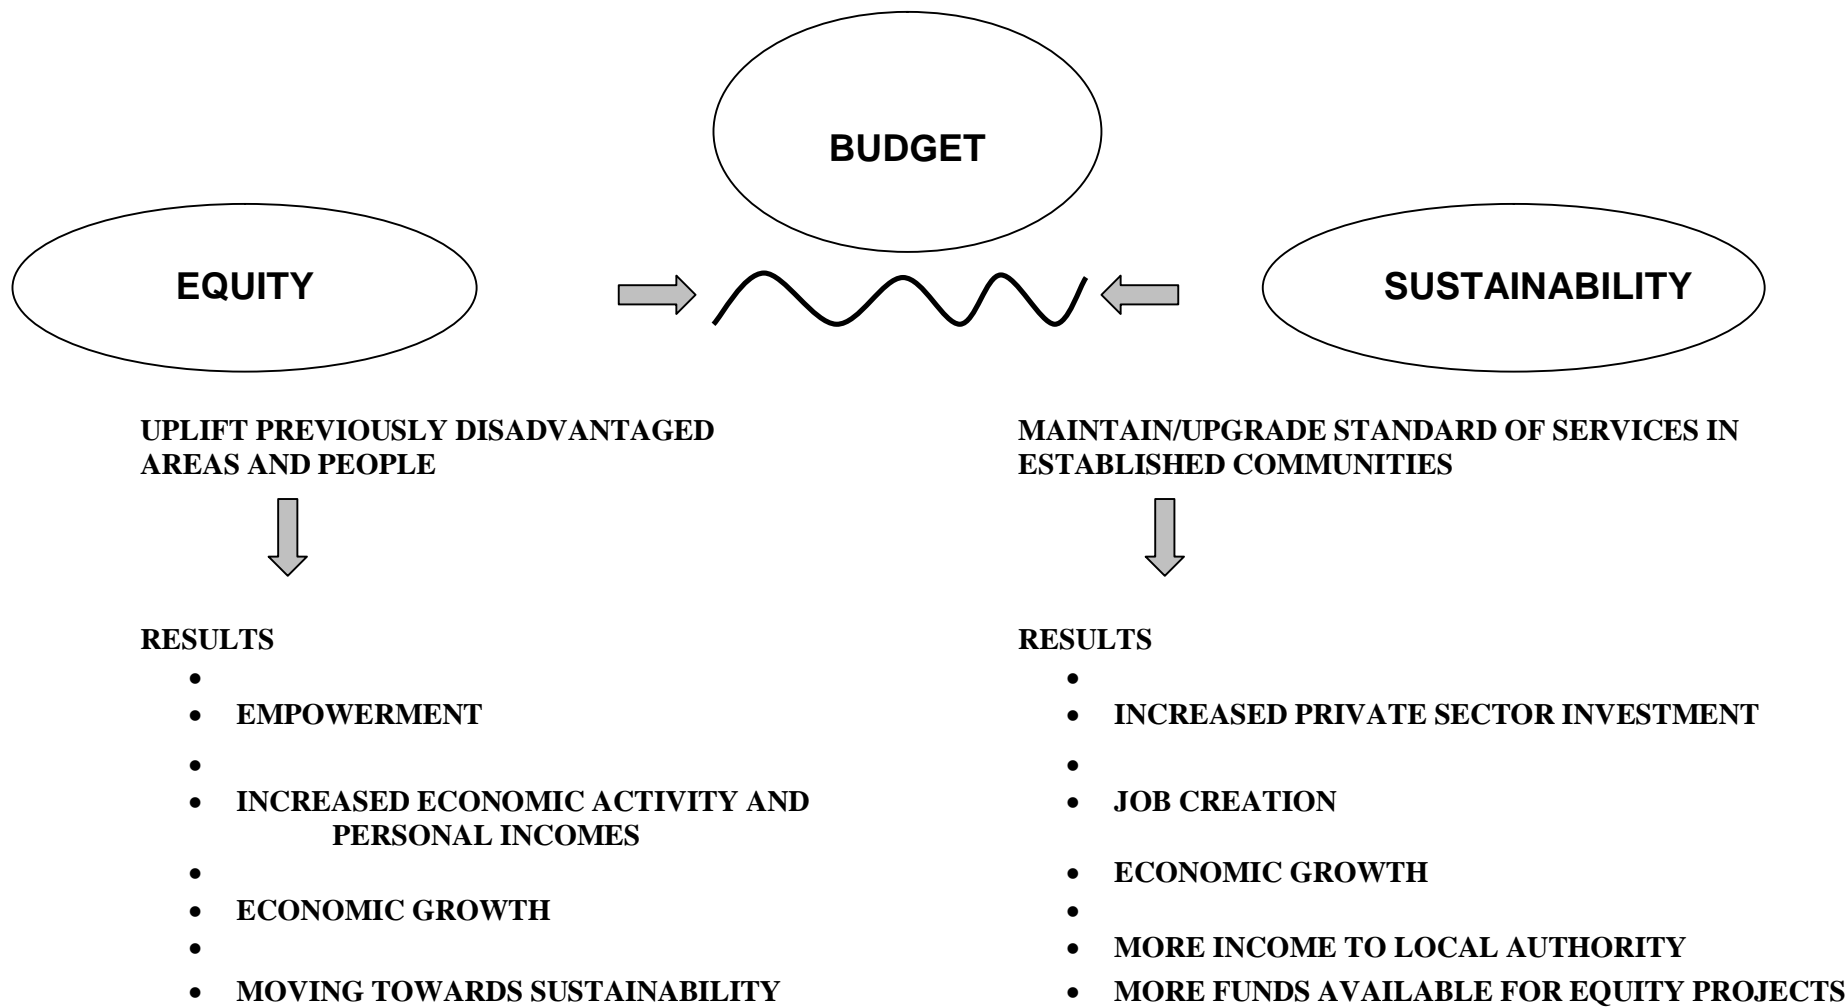 BUDGET
EQUITY
SUSTAINABILITY
UPLIFT PREVIOUSLY DISADVANTAGED
AREAS AND PEOPLE
RESULTS
•
• EMPOWERMENT
•
• INCREASED ECONOMIC ACTIVITY AND
PERSONAL INCOMES
•
• ECONOMIC GROWTH
•
• MOVING TOWARDS SUSTAINABILITY
MAINTAIN/UPGRADE STANDARD OF SERVICES IN
ESTABLISHED COMMUNITIES
RESULTS
•
• INCREASED PRIVATE SECTOR INVESTMENT
•
• JOB CREATION
• ECONOMIC GROWTH
•
• MORE INCOME TO LOCAL AUTHORITY
• MORE FUNDS AVAILABLE FOR EQUITY PROJECTS